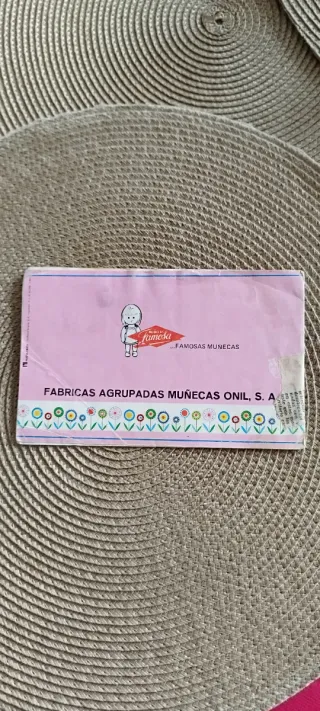 Famosa
...FAMOSAS MUÑECAS
FABRICAS AGRUPADAS MUÑECAS ONIL, S. A